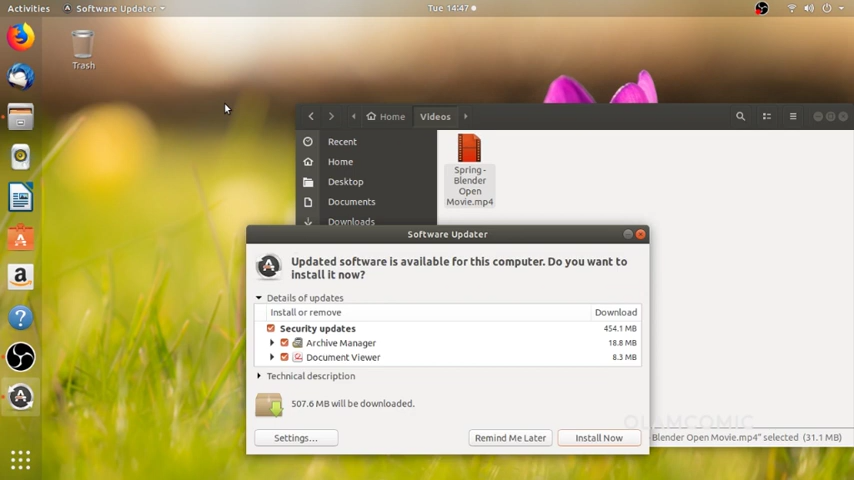 Activities
Software Updater
Tue 14:47
Trash
Home
Videos
Recent
Home
Desktop
Documents
Downloads
Spring -
Blender
Open
Movie.mp4
Software Updater
Updated software is available for this computer. Do you want to
install it now?
Details of updates
Install or remove Download
Security updates 454.1 MB
Archive Manager 18.8 MB
Document Viewer 8.3 MB
Technical description
507.6 MB will be downloaded.
Settings...
Remind Me Later
Install Now
OLAMCOMIC
Blender Open Movie.mp4" selected (31.1 MB)